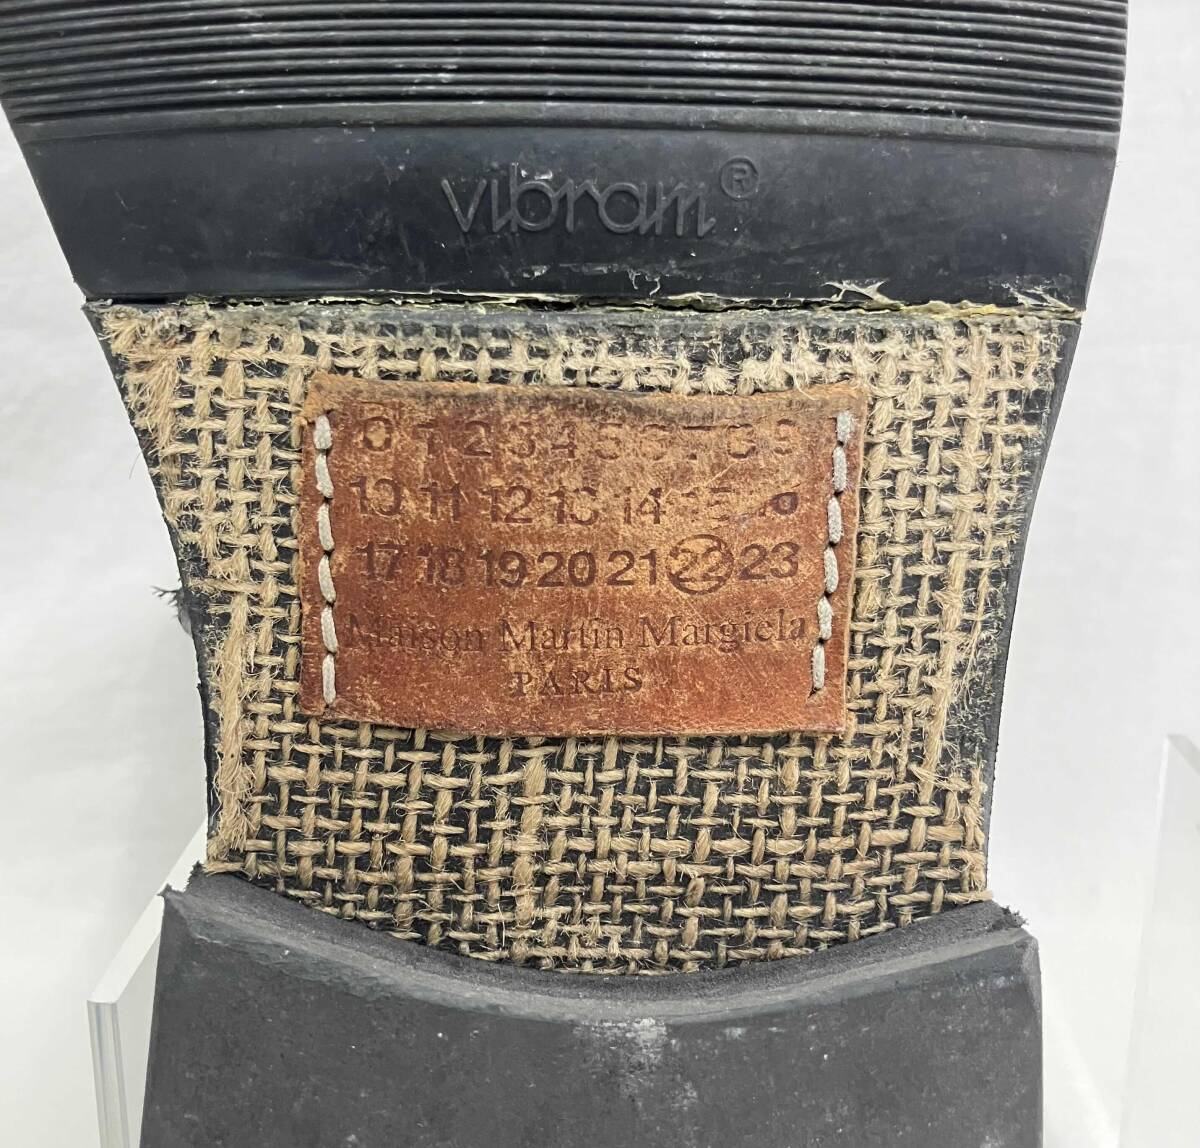 vibram®
0 1 2 3 4 5 6 7 8 9
10 11 12 13 14 15 16
17 18 19 20 21 22 23
Maison Martin Margiela
PARIS